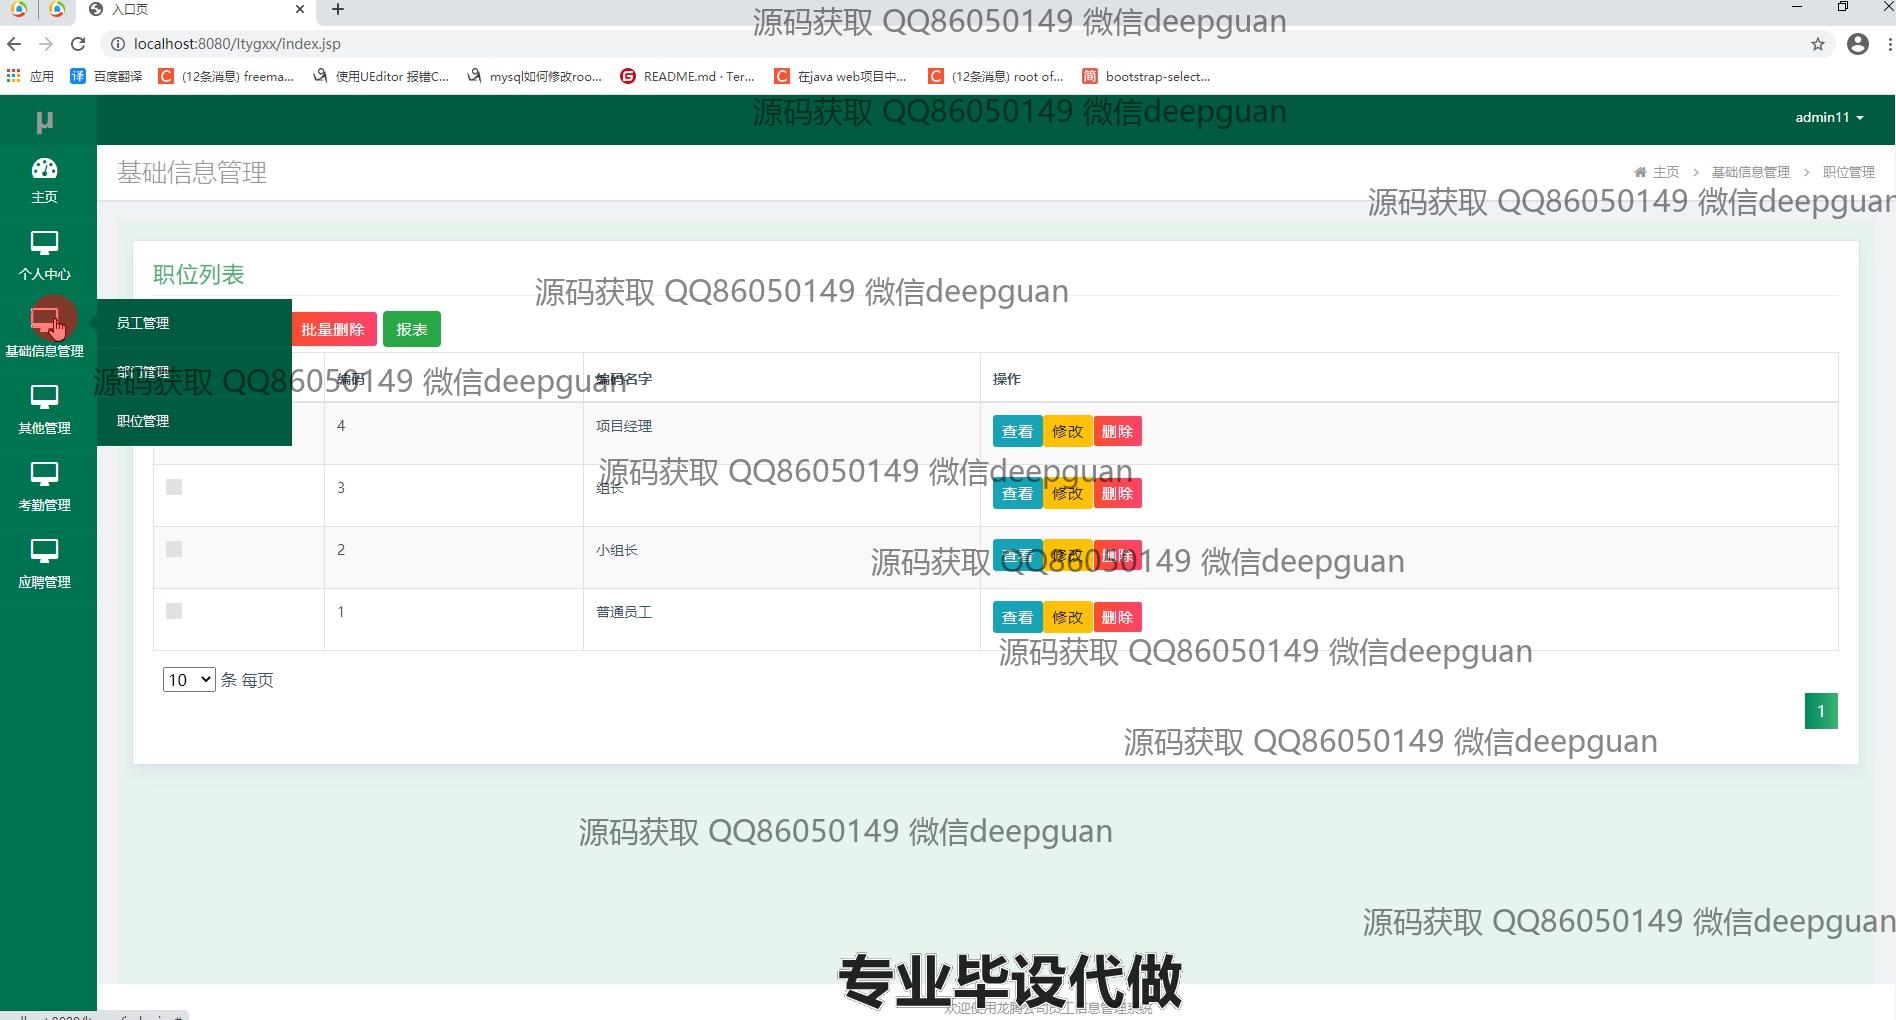 入口页
localhost:8080/ltygxx/index.jsp
应用 百度翻译 (12条消息) freema... 使用UEditor 报错C... mysql如何修改roo... README.md · Ter... 在java web项目中... (12条消息) root of... bootstrap-select...
源码获取 QQ86050149 微信deepguan
源码获取 QQ86050149 微信deepguan
μ
admin11
基础信息管理
主页 > 基础信息管理 > 职位管理
源码获取 QQ86050149 微信deepguan
主页
个人中心
基础信息管理
其他管理
考勤管理
应聘管理
员工管理
部门管理
职位管理
职位列表
源码获取 QQ86050149 微信deepguan
批量删除 报表
源码获取 QQ86050149 微信deepguan
编码 编码名字 操作
4 项目经理 查看 修改 删除
源码获取 QQ86050149 微信deepguan
3 组长 查看 修改 删除
2 小组长 查看 修改 删除
源码获取 QQ86050149 微信deepguan
1 普通员工 查看 修改 删除
源码获取 QQ86050149 微信deepguan
10 条 每页
1
源码获取 QQ86050149 微信deepguan
源码获取 QQ86050149 微信deepguan
源码获取 QQ86050149 微信deepguan
专业毕设代做
欢迎使用龙腾公司员工信息管理系统